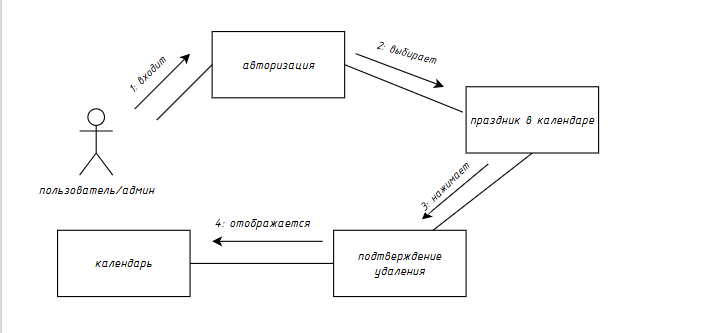 1: входит
авторизация
2: выбирает
праздник в календаре
пользователь/админ
3: нажимает
4: отображается
подтверждение
удаления
календарь